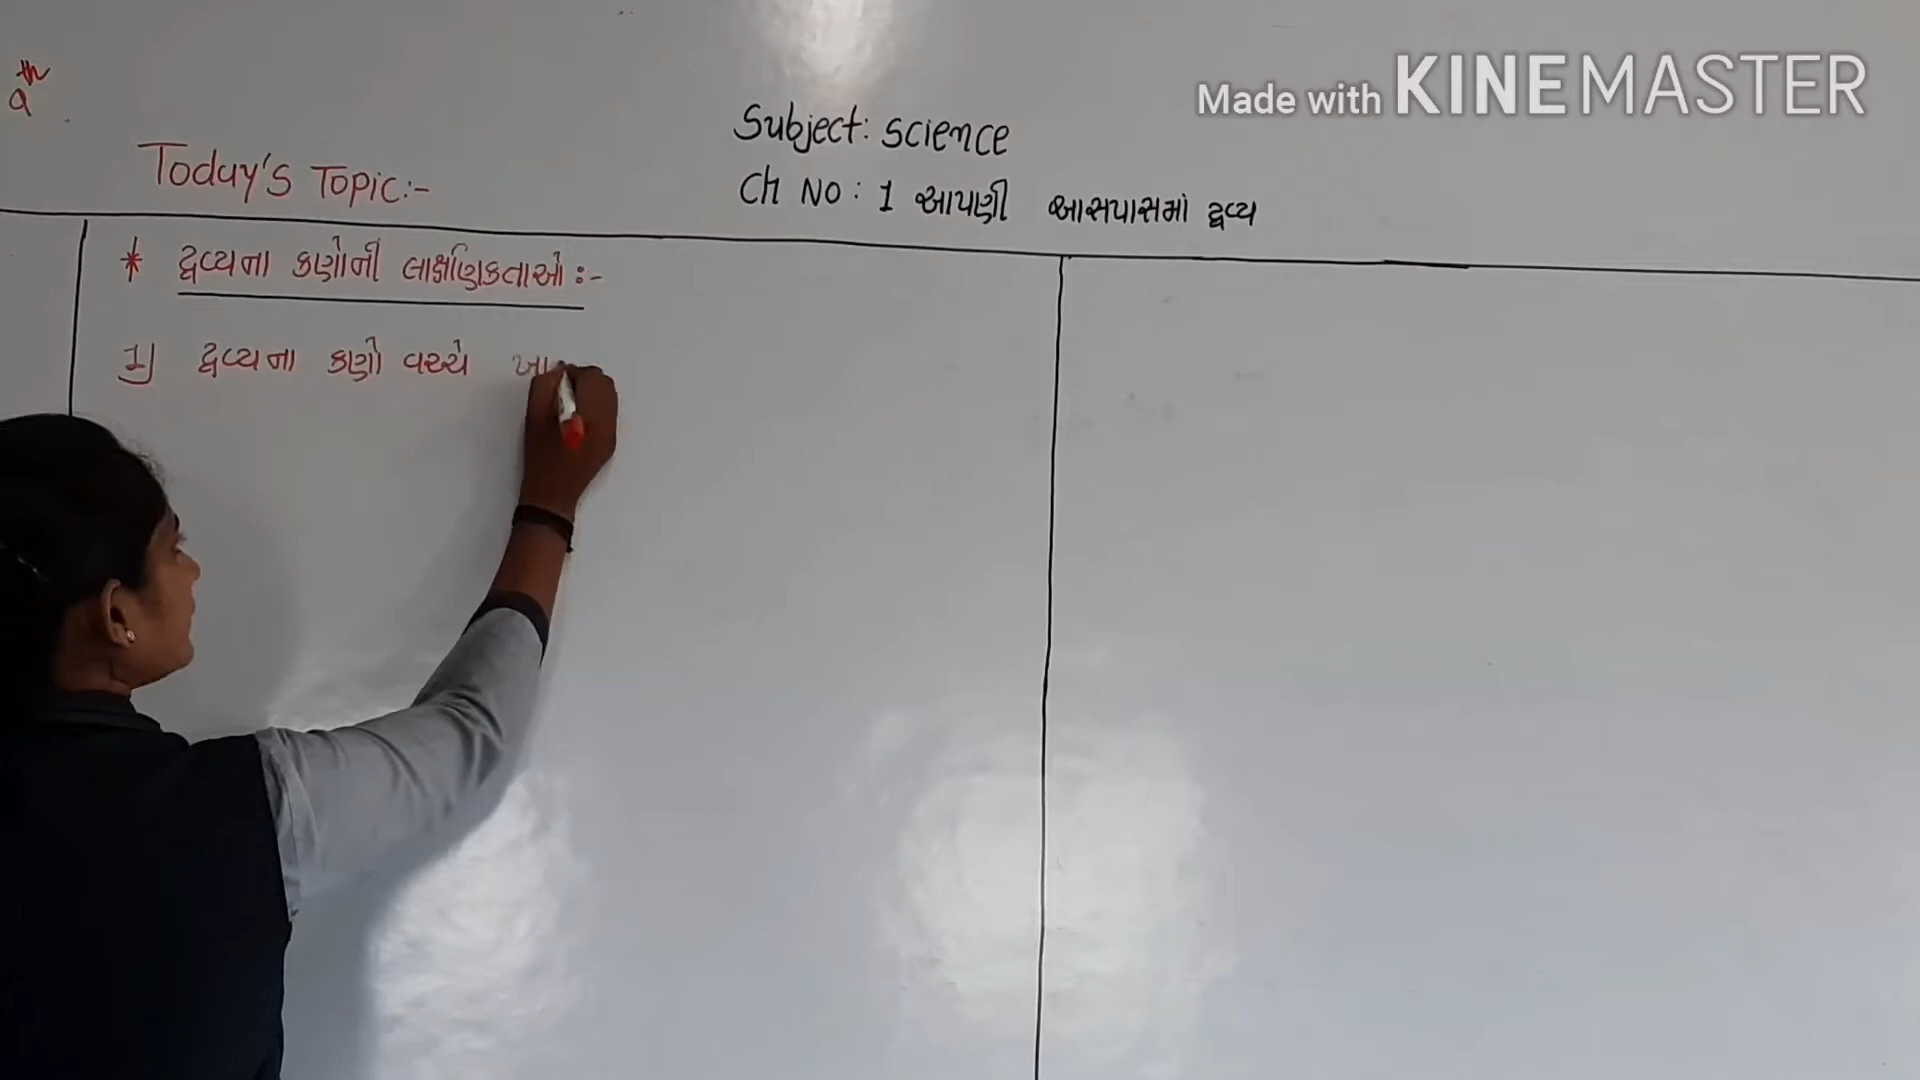 9th
Made with KINEMASTER
Subject: Science
Ch No: 1 આપણી આસપાસમાં દ્રવ્ય
Today's Topic:-
* દ્રવ્યના કણોની લાક્ષણિકતાઓ :-
1) દ્રવ્યના કણો વચ્ચે ખા